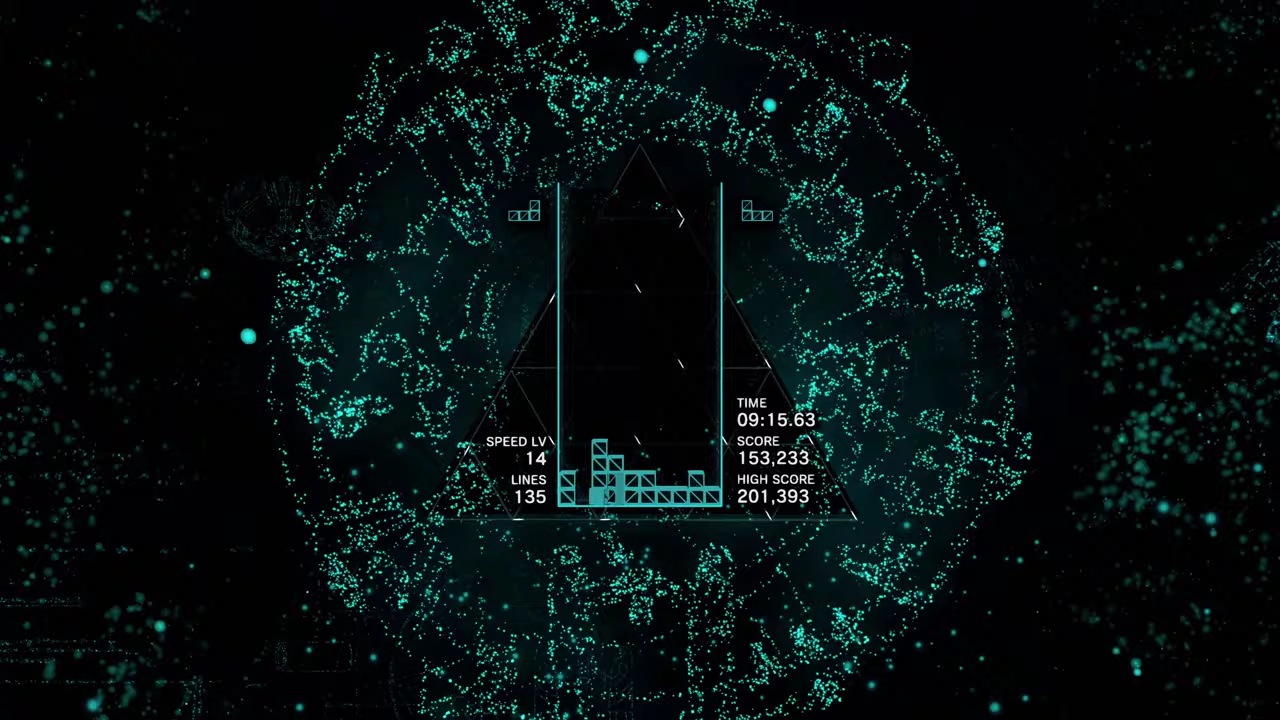 SPEED LV
14
LINES
135
TIME
09:15.63
SCORE
153,233
HIGH SCORE
201,393